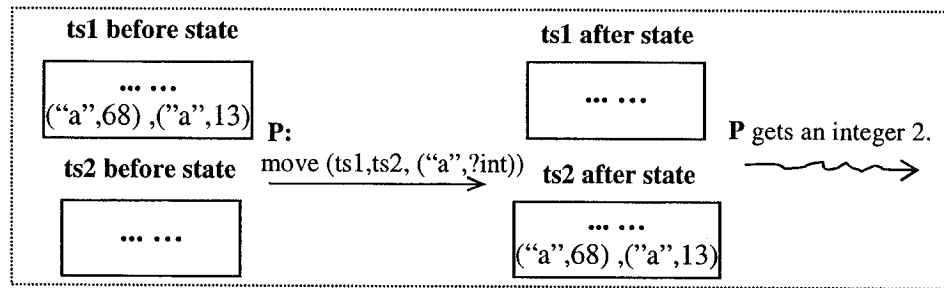 ts1 before state
... ...
(“a”,68) ,(”a”,13)
ts2 before state
... ...
P:
move (ts1,ts2, (“a”,?int))
ts1 after state
... ...
ts2 after state
... ...
(“a”,68) ,(”a”,13)
P gets an integer 2.